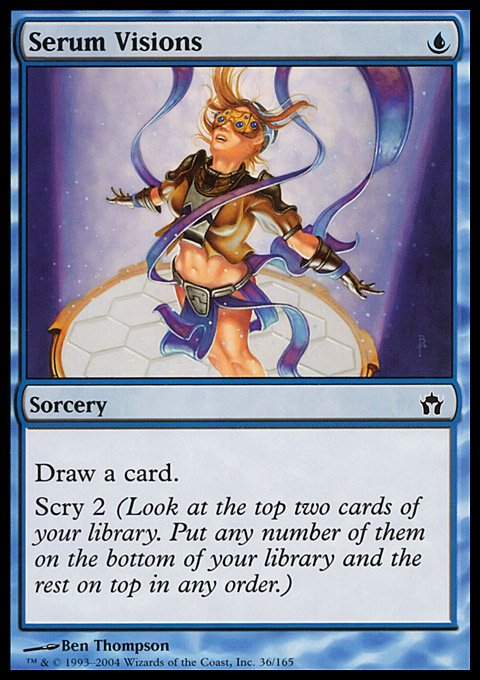 Serum Visions
Sorcery
Draw a card.
Scry 2 (Look at the top two cards of
your library. Put any number of them
on the bottom of your library and the
rest on top in any order.)
Ben Thompson
™ & © 1993–2004 Wizards of the Coast, Inc. 36/165